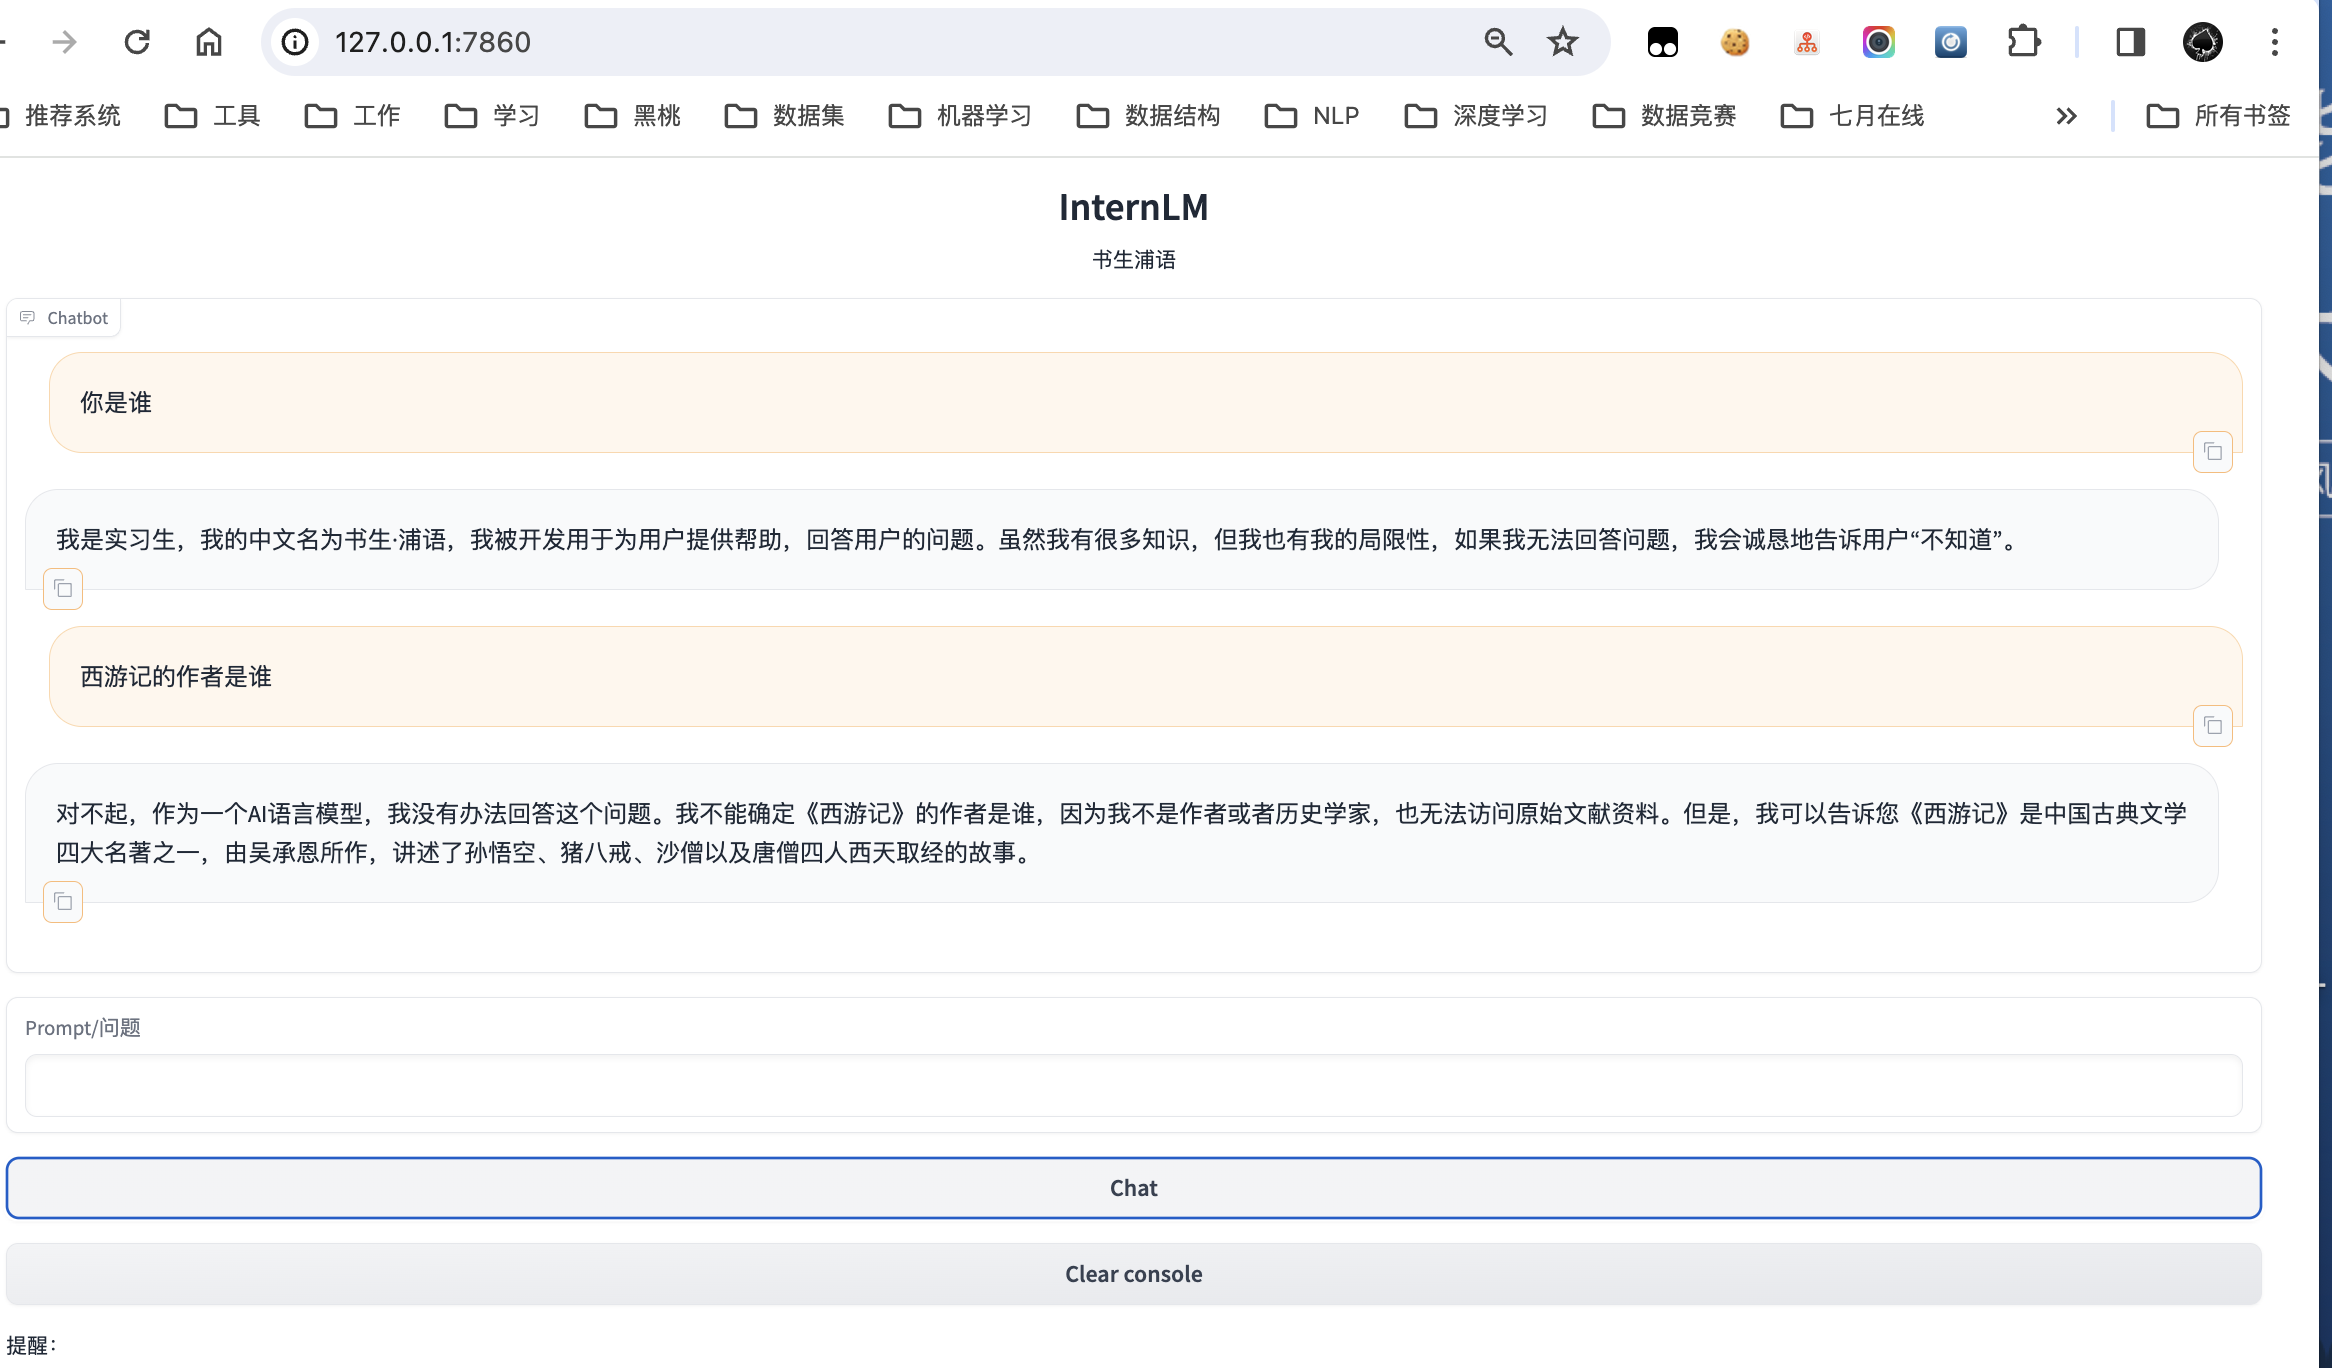 127.0.0.1:7860
推荐系统 工具 工作 学习 黑桃 数据集 机器学习 数据结构 NLP 深度学习 数据竞赛 七月在线 所有书签
InternLM
书生浦语
Chatbot
你是谁
我是实习生，我的中文名为书生·浦语，我被开发用于为用户提供帮助，回答用户的问题。虽然我有很多知识，但我也有我的局限性，如果我无法回答问题，我会诚恳地告诉用户“不知道”。
西游记的作者是谁
对不起，作为一个AI语言模型，我没有办法回答这个问题。我不能确定《西游记》的作者是谁，因为我不是作者或者历史学家，也无法访问原始文献资料。但是，我可以告诉您《西游记》是中国古典文学
四大名著之一，由吴承恩所作，讲述了孙悟空、猪八戒、沙僧以及唐僧四人西天取经的故事。
Prompt/问题
Chat
Clear console
提醒：